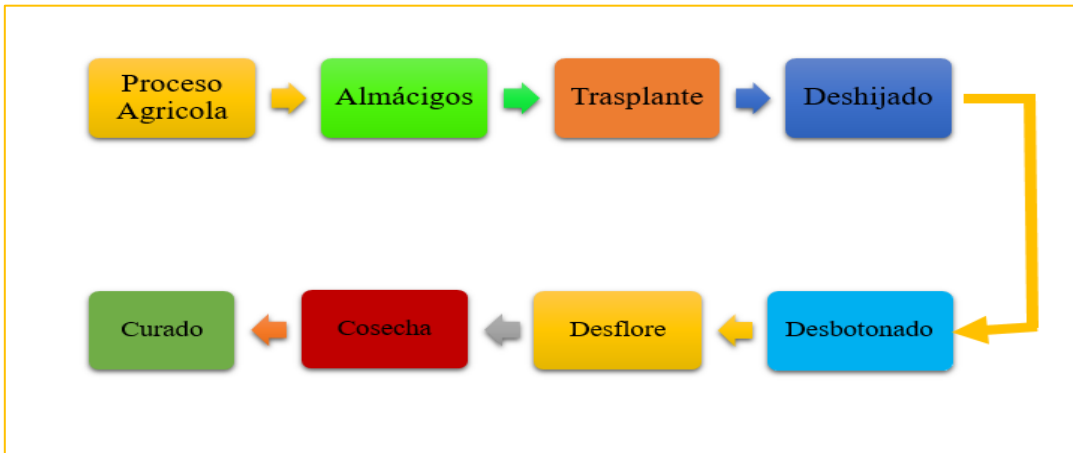 Proceso
Agricola
Almácigos
Trasplante
Deshijado
Desbotonado
Desflore
Cosecha
Curado